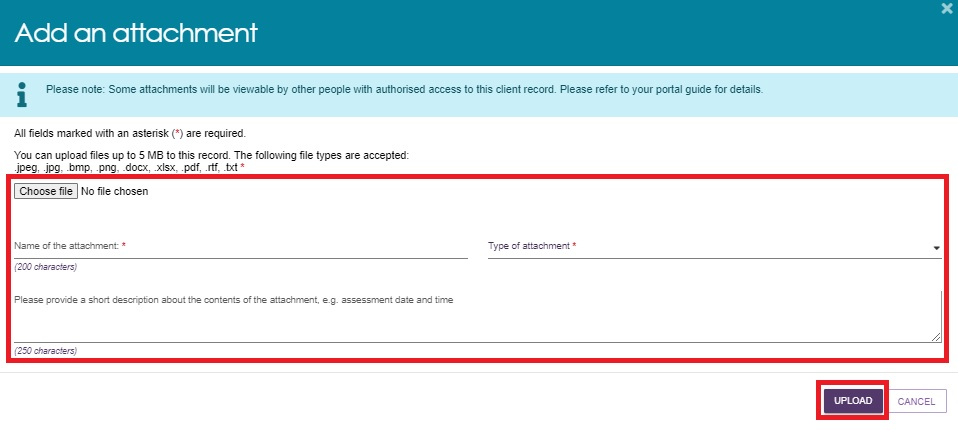 Add an attachment
Please note: Some attachments will be viewable by other people with authorised access to this client record. Please refer to your portal guide for details.
All fields marked with an asterisk (*) are required.
You can upload files up to 5 MB to this record. The following file types are accepted:
.jpeg, .jpg, .bmp, .png, .docx, .xlsx, .pdf, .rtf, .txt *
Choose file No file chosen
Name of the attachment: * Type of attachment *
(200 characters)
Please provide a short description about the contents of the attachment, e.g. assessment date and time
(250 characters)
UPLOAD CANCEL